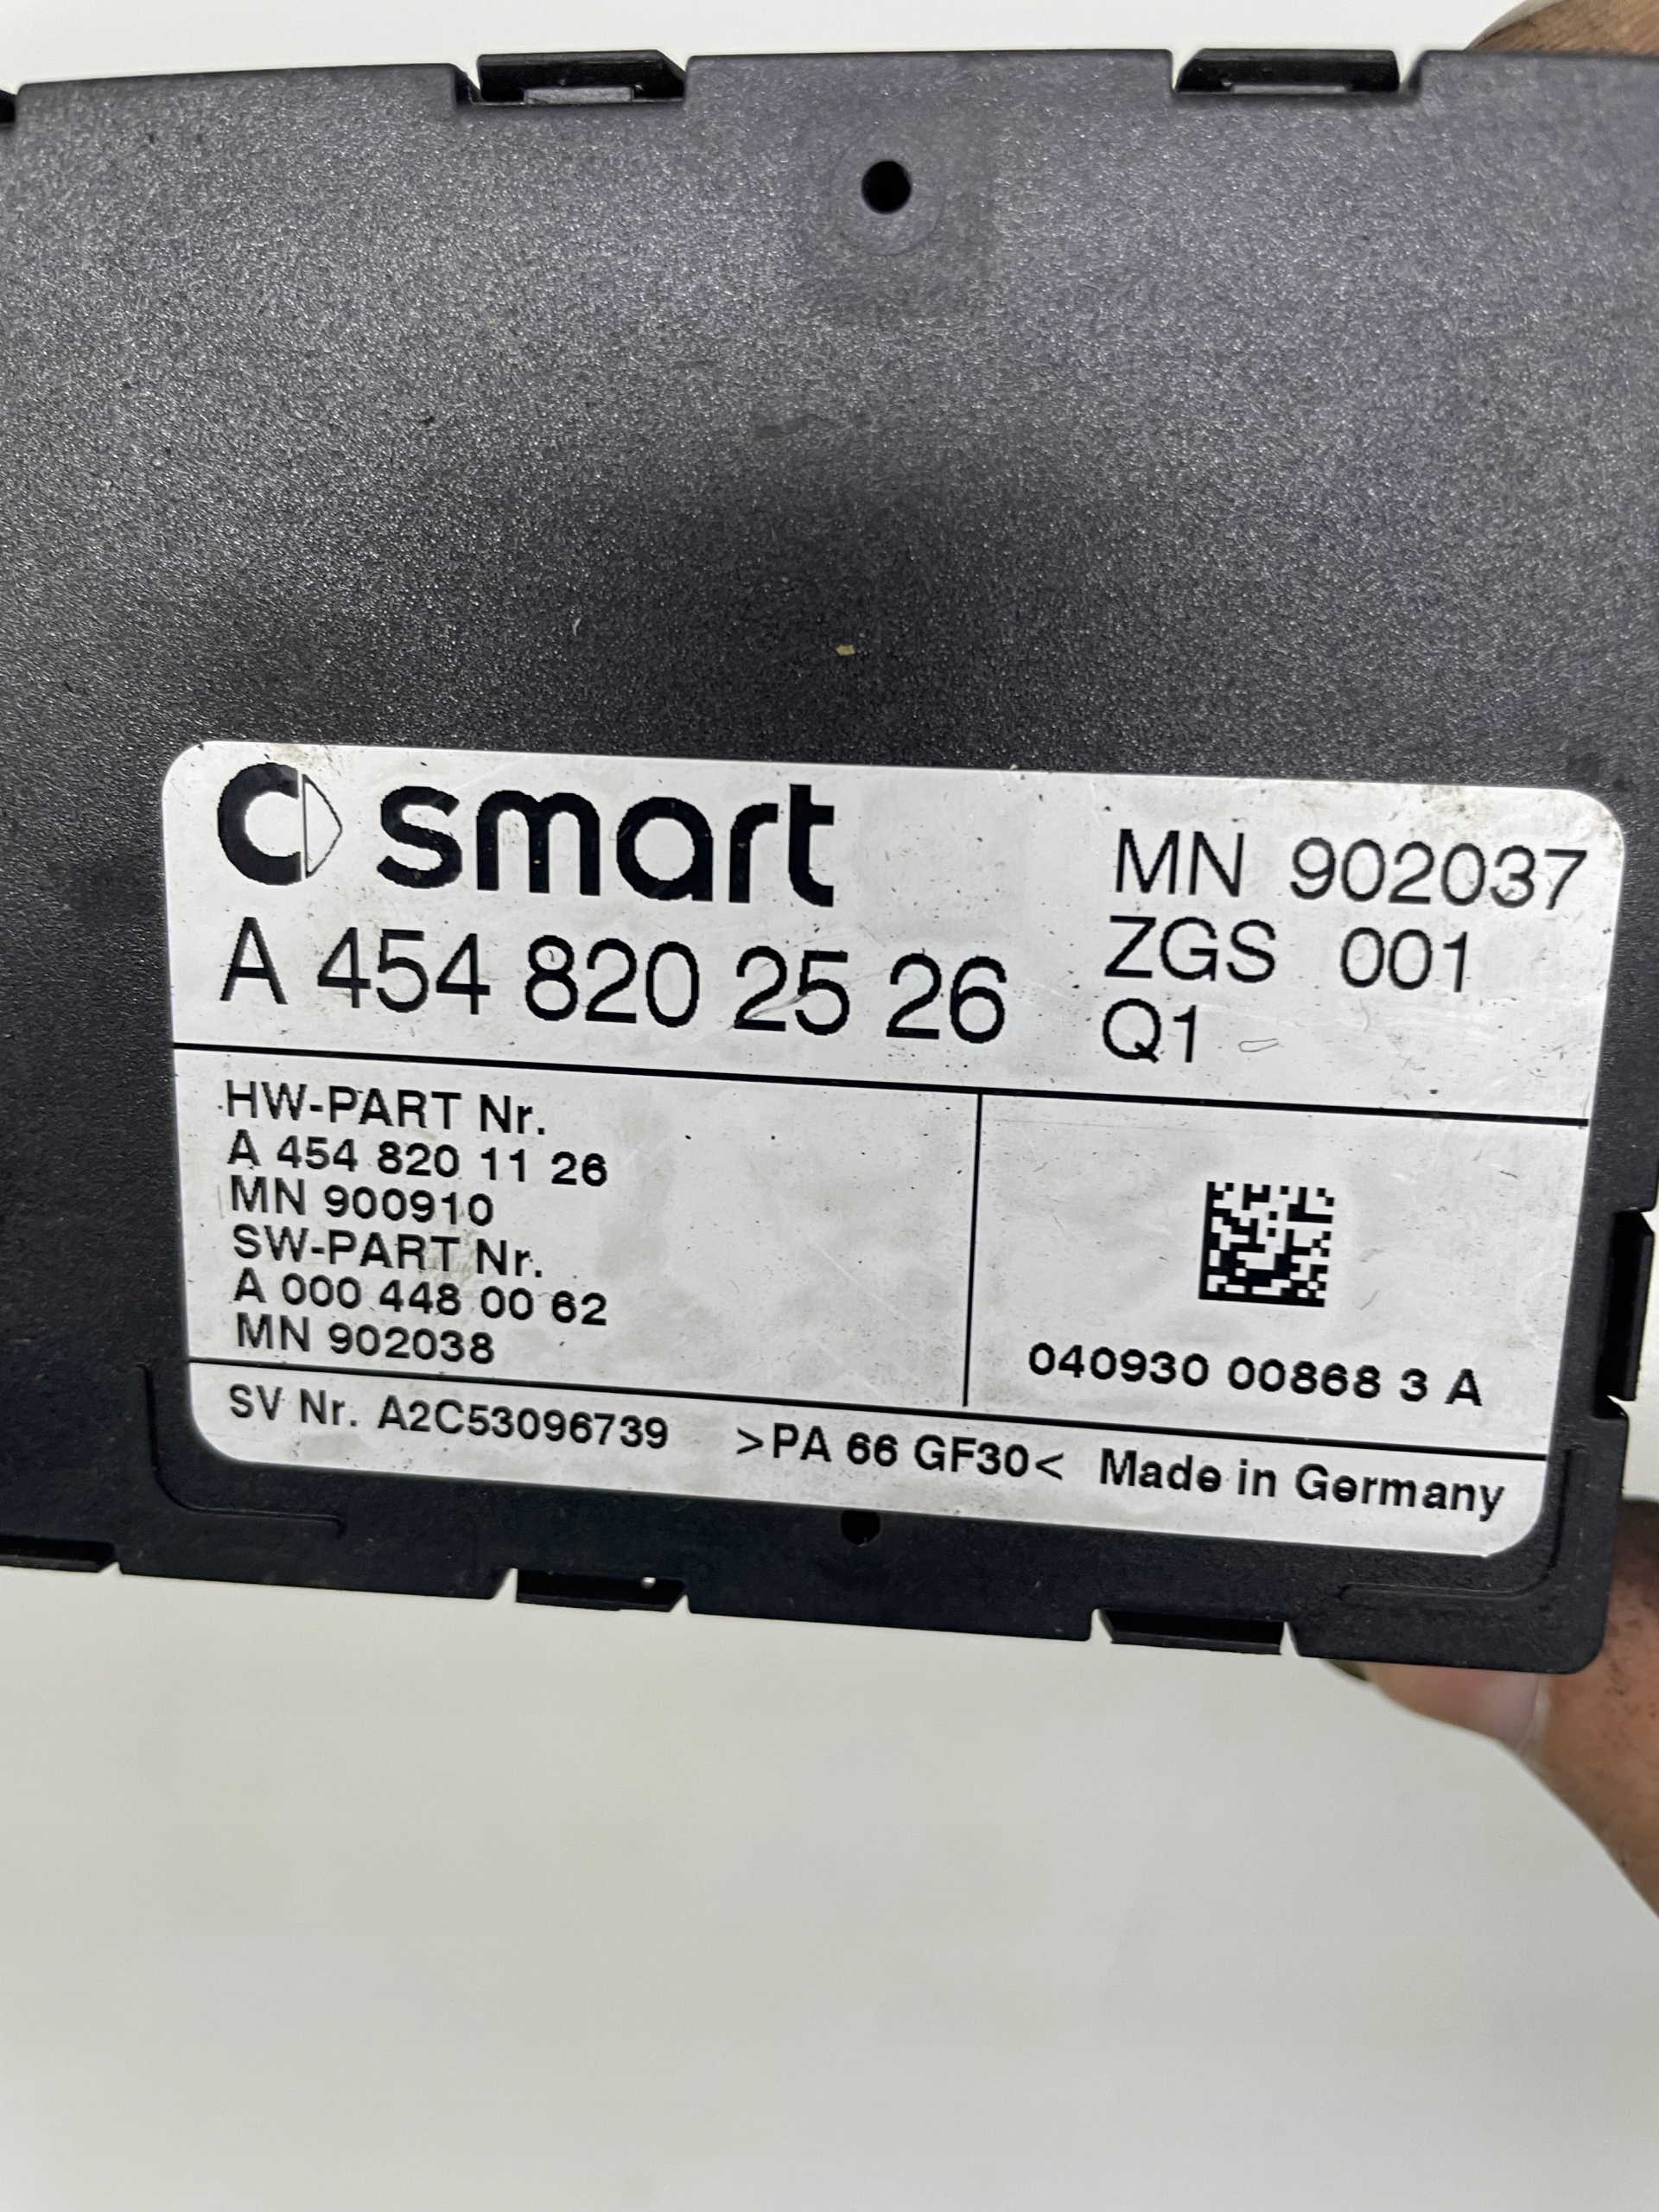 smart
A 454 820 25 26
MN 902037
ZGS 001
Q1
HW-PART Nr.
A 454 820 11 26
MN 900910
SW-PART Nr.
A 000 448 00 62
MN 902038
040930 00868 3 A
SV Nr. A2C53096739 >PA 66 GF30< Made in Germany